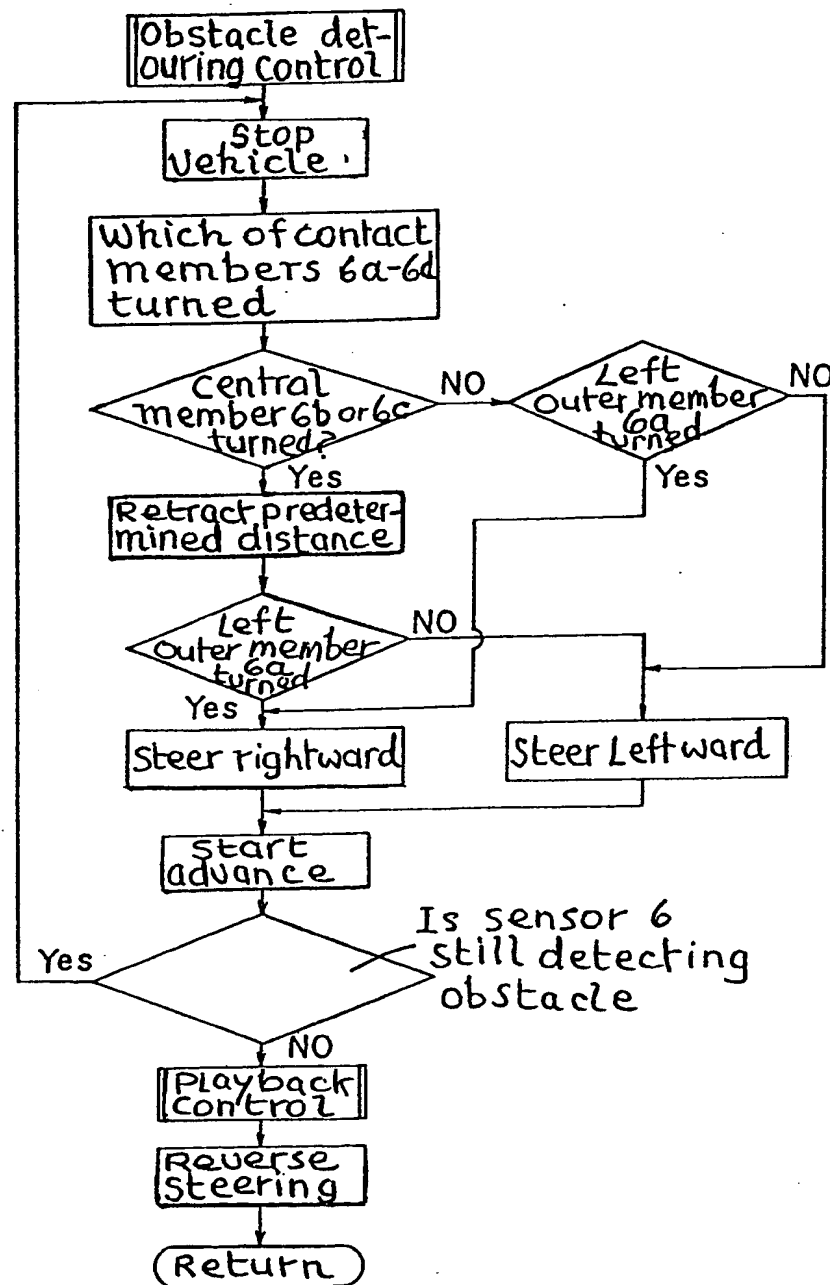 Obstacle det-
ouring control
Stop
Vehicle.
Which of contact
members 6a-6d
turned
Central
member 6b or 6c
turned?
NO
Left
Outer member
6a
turned
NO
Yes
Yes
Retract predeter-
mined distance
Left
Outer member
6a
turned
NO
Yes
Steer rightward
Steer Leftward
Start
advance
Is sensor 6
still detecting
obstacle
Yes
NO
Playback
Control
Reverse
Steering
Return